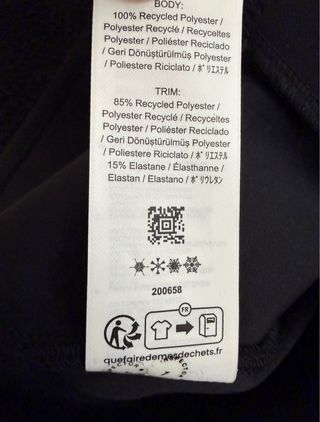 BODY:
100% Recycled Polyester /
Polyester Recyclé / Recyceltes
Polyester / Poliéster Reciclado
/ Geri Dönüştürülmüş Polyester
/ Poliestere Riciclato / ﾎﾟﾘｴｽﾃﾙ
TRIM:
85% Recycled Polyester /
Polyester Recyclé / Recyceltes
Polyester / Poliéster Reciclado
/ Geri Dönüştürülmüş Polyester
/ Poliestere Riciclato / ﾎﾟﾘｴｽﾃﾙ
15% Elastane / Élasthanne /
Elastan / Elastano / ﾎﾟﾘｳﾚﾀﾝ
200658
FR
quefairedemesdechets.fr